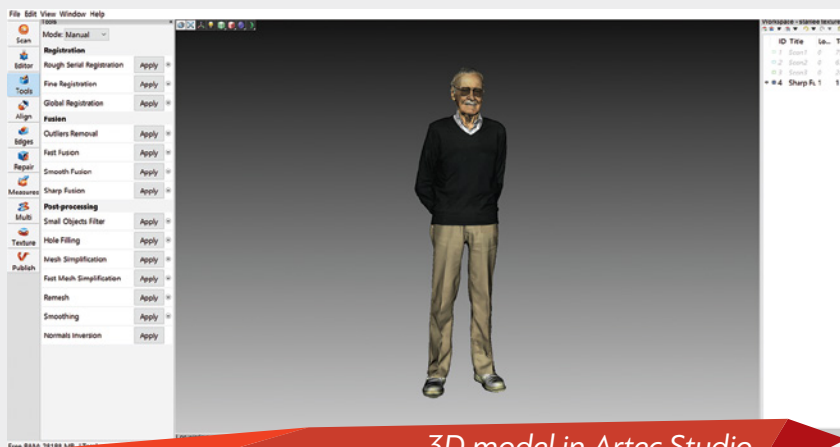 File Edit View Window Help
Tools
Mode: Manual
Scan
Editor
Tools
Align
Edges
Repair
Measures
Multi
Texture
Publish
Registration
Rough Serial Registration Apply
Fine Registration Apply
Global Registration Apply
Fusion
Outliers Removal Apply
Fast Fusion Apply
Smooth Fusion Apply
Sharp Fusion Apply
Post-processing
Small Objects Filter Apply
Hole Filling Apply
Mesh Simplification Apply
Fast Mesh Simplification Apply
Remesh Apply
Smoothing Apply
Normals Inversion Apply
ID Title
1 Scan1 0
2 Scan2 0
3 Scan3 0
4 Sharp Fu 1
3D model in Artec Studio